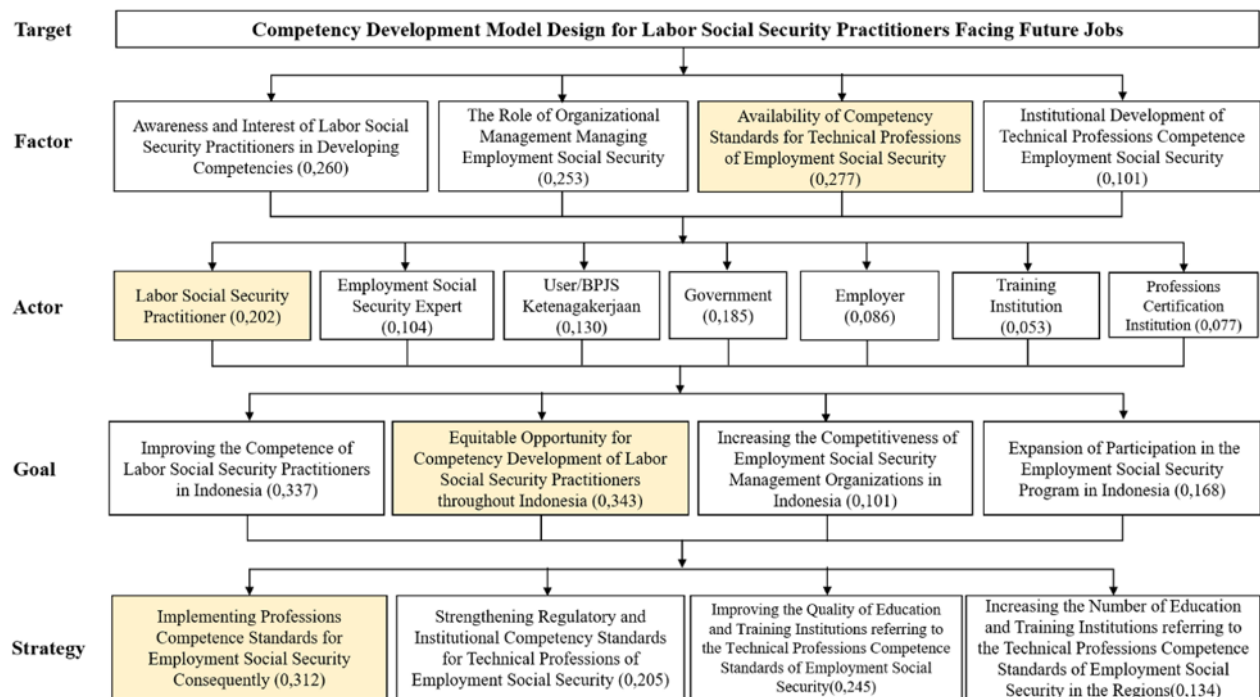 Target
Competency Development Model Design for Labor Social Security Practitioners Facing Future Jobs
Factor
Awareness and Interest of Labor Social
Security Practitioners in Developing
Competencies (0,260)
The Role of Organizational
Management Managing
Employment Social Security
(0,253)
Availability of Competency
Standards for Technical Professions
of Employment Social Security
(0,277)
Institutional Development of
Technical Professions Competence
Employment Social Security
(0,101)
Actor
Labor Social Security
Practitioner (0,202)
Employment Social
Security Expert
(0,104)
User/BPJS
Ketenagakerjaan
(0,130)
Government
(0,185)
Employer
(0,086)
Training
Institution
(0,053)
Professions
Certification
Institution (0,077)
Goal
Improving the Competence of
Labor Social Security Practitioners
in Indonesia (0,337)
Equitable Opportunity for
Competency Development of Labor
Social Security Practitioners
throughout Indonesia (0,343)
Increasing the Competitiveness of
Employment Social Security
Management Organizations in
Indonesia (0,101)
Expansion of Participation in the
Employment Social Security
Program in Indonesia (0,168)
Strategy
Implementing Professions
Competence Standards for
Employment Social Security
Consequently (0,312)
Strengthening Regulatory and
Institutional Competency Standards
for Technical Professions of
Employment Social Security (0,205)
Improving the Quality of Education
and Training Institutions referring to
the Technical Professions Competence
Standards of Employment Social
Security(0,245)
Increasing the Number of Education
and Training Institutions referring to
the Technical Professions Competence
Standards of Employment Social
Security in the Regions(0,134)